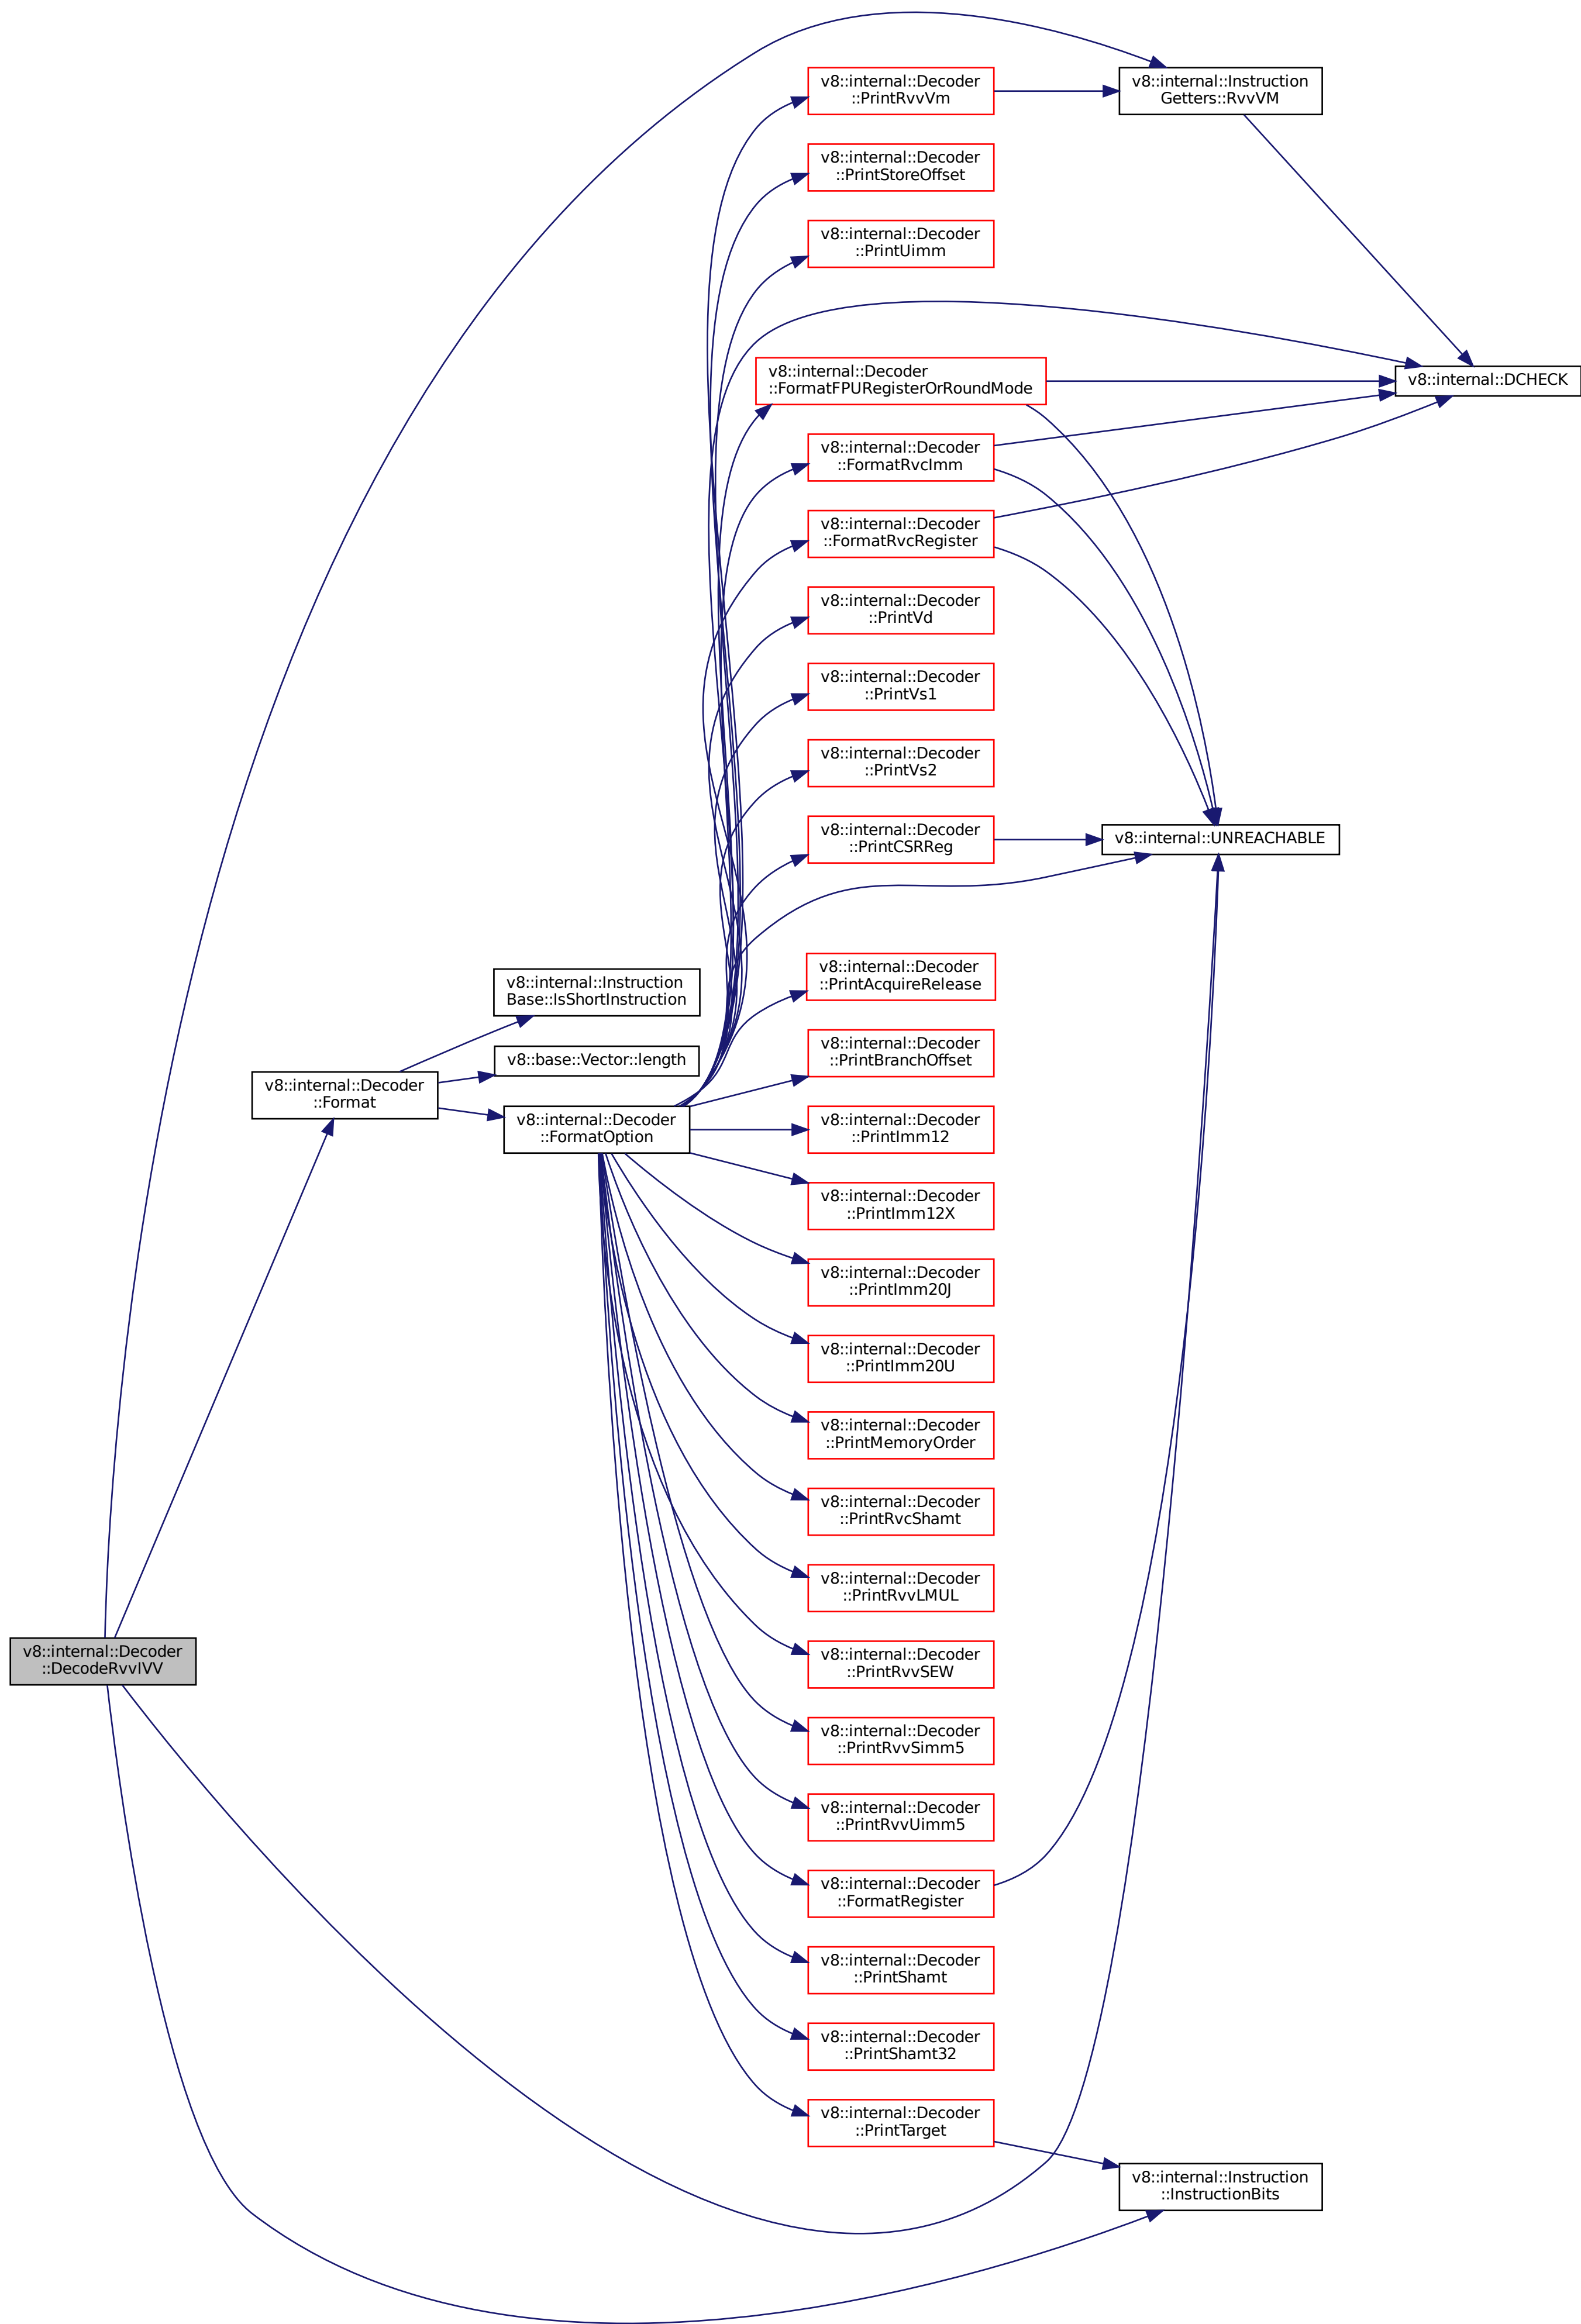 v8::internal::Decoder
::PrintRvvVm
v8::internal::Instruction
Getters::RvvVM
v8::internal::Decoder
::PrintStoreOffset
v8::internal::Decoder
::PrintUimm
v8::internal::Decoder
::FormatFPURegisterOrRoundMode
v8::internal::DCHECK
v8::internal::Decoder
::FormatRvcImm
v8::internal::Decoder
::FormatRvcRegister
v8::internal::Decoder
::PrintVd
v8::internal::Decoder
::PrintVs1
v8::internal::Decoder
::PrintVs2
v8::internal::Decoder
::PrintCSRReg
v8::internal::UNREACHABLE
v8::internal::Decoder
::PrintAcquireRelease
v8::internal::Instruction
Base::IsShortInstruction
v8::internal::Decoder
::PrintBranchOffset
v8::base::Vector::length
v8::internal::Decoder
::Format
v8::internal::Decoder
::FormatOption
v8::internal::Decoder
::PrintImm12
v8::internal::Decoder
::PrintImm12X
v8::internal::Decoder
::PrintImm20J
v8::internal::Decoder
::PrintImm20U
v8::internal::Decoder
::PrintMemoryOrder
v8::internal::Decoder
::PrintRvcShamt
v8::internal::Decoder
::PrintRvvLMUL
v8::internal::Decoder
::PrintRvvSEW
v8::internal::Decoder
::DecodeRvvIVV
v8::internal::Decoder
::PrintRvvSimm5
v8::internal::Decoder
::PrintRvvUimm5
v8::internal::Decoder
::FormatRegister
v8::internal::Decoder
::PrintShamt
v8::internal::Decoder
::PrintShamt32
v8::internal::Decoder
::PrintTarget
v8::internal::Instruction
::InstructionBits